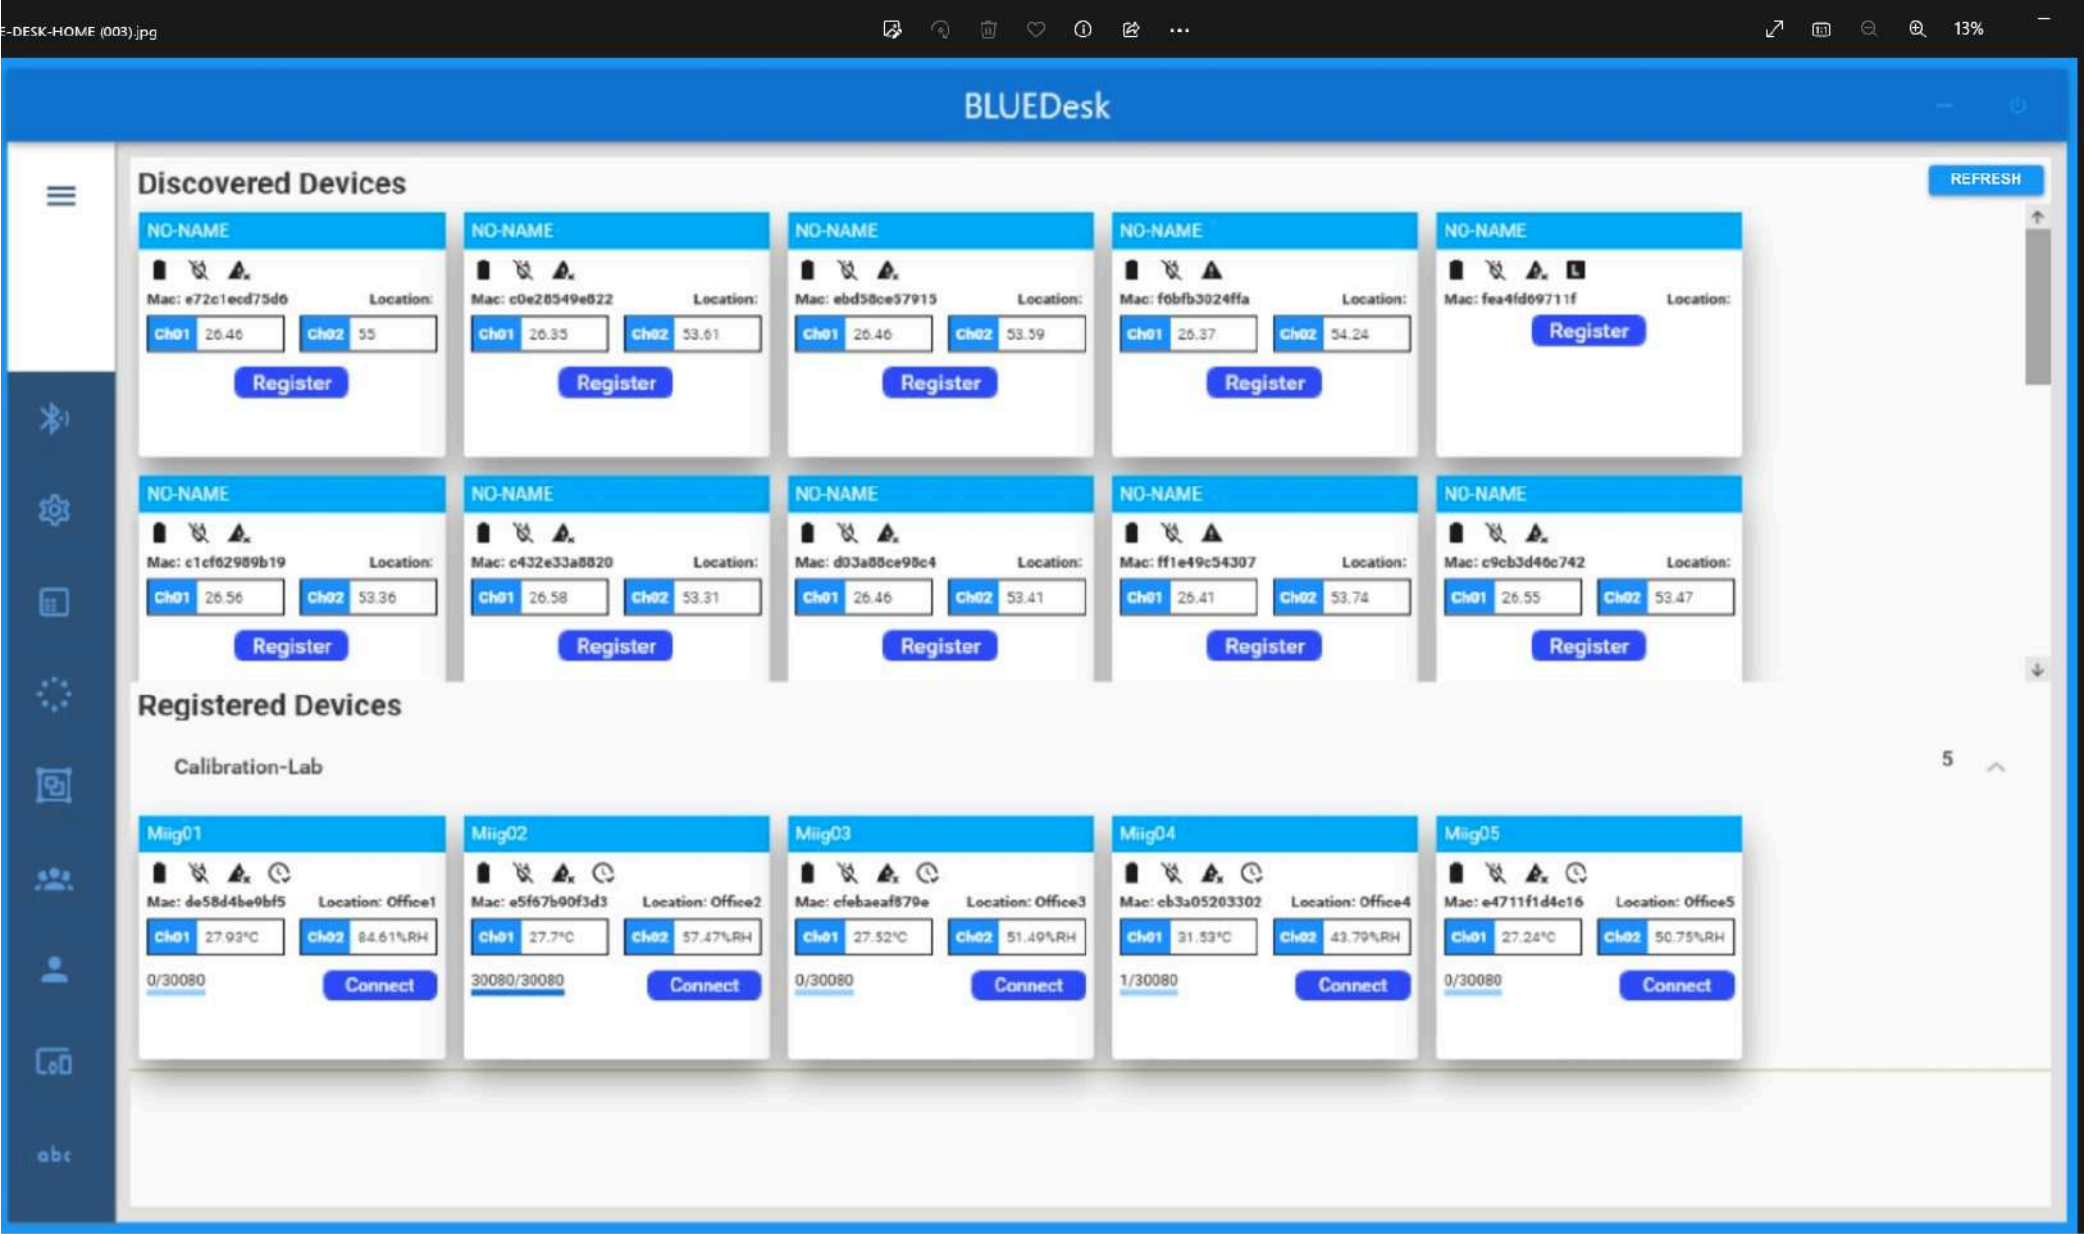 E-DESK-HOME (003).jpg
13%
BLUEDesk
Discovered Devices
REFRESH
NO-NAME NO-NAME NO-NAME NO-NAME NO-NAME
Mac: e72c1ecd75d6 Location: Mac: c0e28549e822 Location: Mac: ebd58ce57915 Location: Mac: f6bfb3024ffa Location: Mac: fea4fd69711f Location:
Ch01 26.46 Ch02 55 Ch01 26.35 Ch02 53.61 Ch01 26.46 Ch02 53.59 Ch01 26.37 Ch02 54.24 Register
Register Register Register Register
NO-NAME NO-NAME NO-NAME NO-NAME NO-NAME
Mac: c1cf62989b19 Location: Mac: c432e33a8820 Location: Mac: d03a88ce98c4 Location: Mac: ff1e49c54307 Location: Mac: c9cb3d46c742 Location:
Ch01 26.56 Ch02 53.36 Ch01 26.58 Ch02 53.31 Ch01 26.46 Ch02 53.41 Ch01 26.41 Ch02 53.74 Ch01 26.55 Ch02 53.47
Register Register Register Register Register
Registered Devices
Calibration-Lab 5
Miig01 Miig02 Miig03 Miig04 Miig05
Mac: de58d4be9bf5 Location: Office1 Mac: e5f67b90f3d3 Location: Office2 Mac: cfebaeaf879e Location: Office3 Mac: cb3a05203302 Location: Office4 Mac: e4711f1d4c16 Location: Office5
Ch01 27.93°C Ch02 84.61%RH Ch01 27.7°C Ch02 57.47%RH Ch01 27.52°C Ch02 51.49%RH Ch01 31.53°C Ch02 43.79%RH Ch01 27.24°C Ch02 50.75%RH
0/30080 Connect 30080/30080 Connect 0/30080 Connect 1/30080 Connect 0/30080 Connect
abc